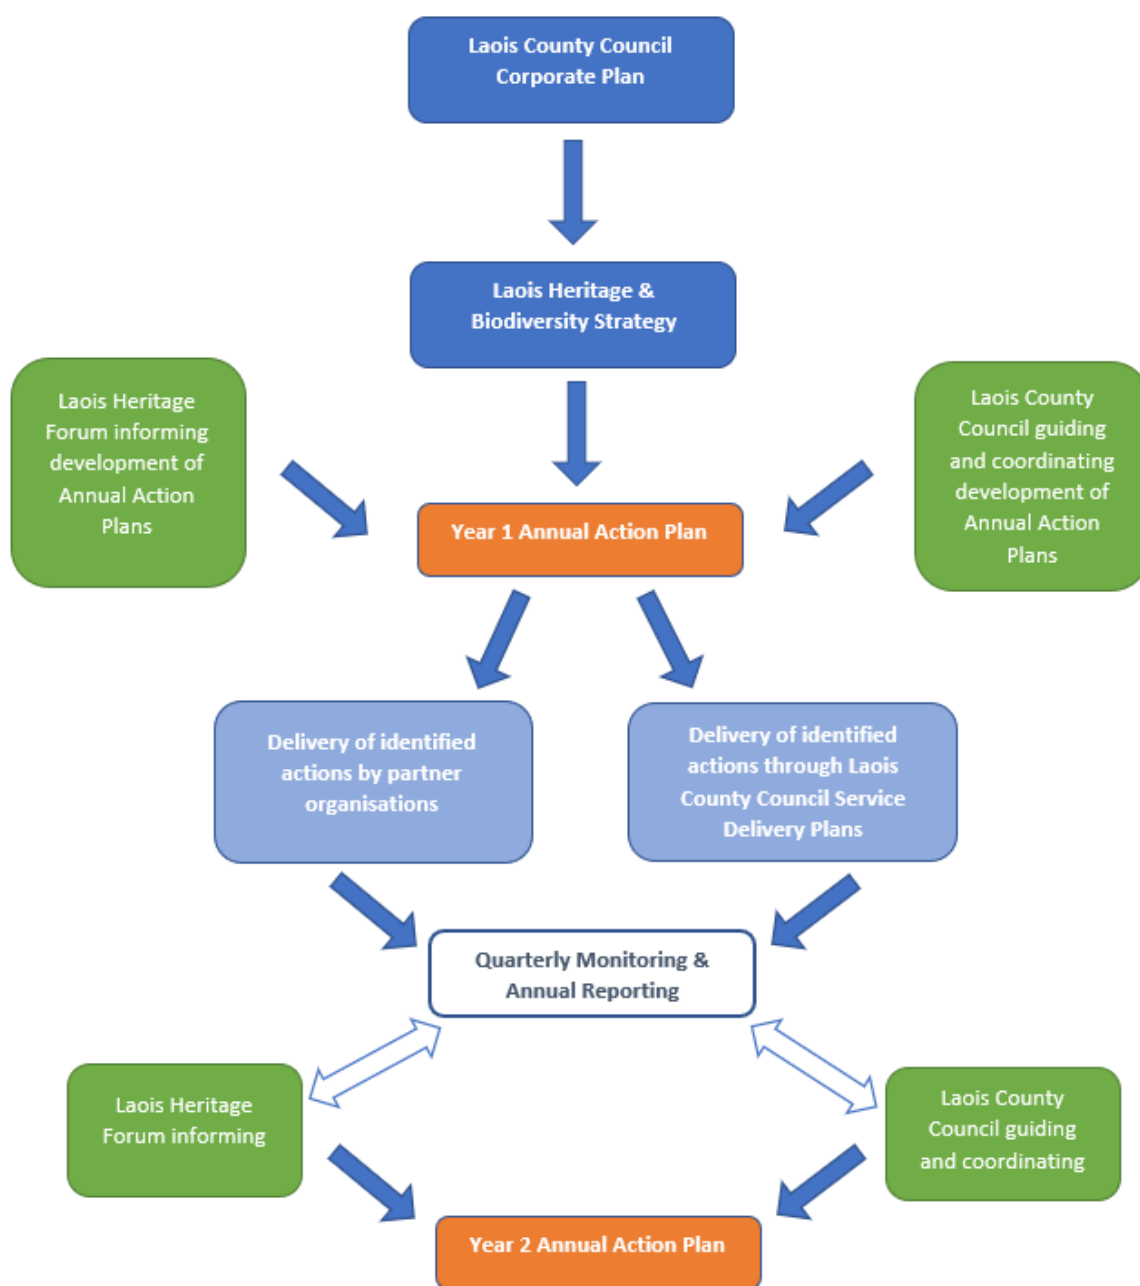 Laois County Council
Corporate Plan
Laois Heritage &
Biodiversity Strategy
Laois Heritage
Forum informing
development of
Annual Action
Plans
Laois County
Council guiding
and coordinating
development of
Annual Action
Plans
Year 1 Annual Action Plan
Delivery of identified
actions by partner
organisations
Delivery of identified
actions through Laois
County Council Service
Delivery Plans
Quarterly Monitoring &
Annual Reporting
Laois Heritage
Forum informing
Laois County
Council guiding
and coordinating
Year 2 Annual Action Plan